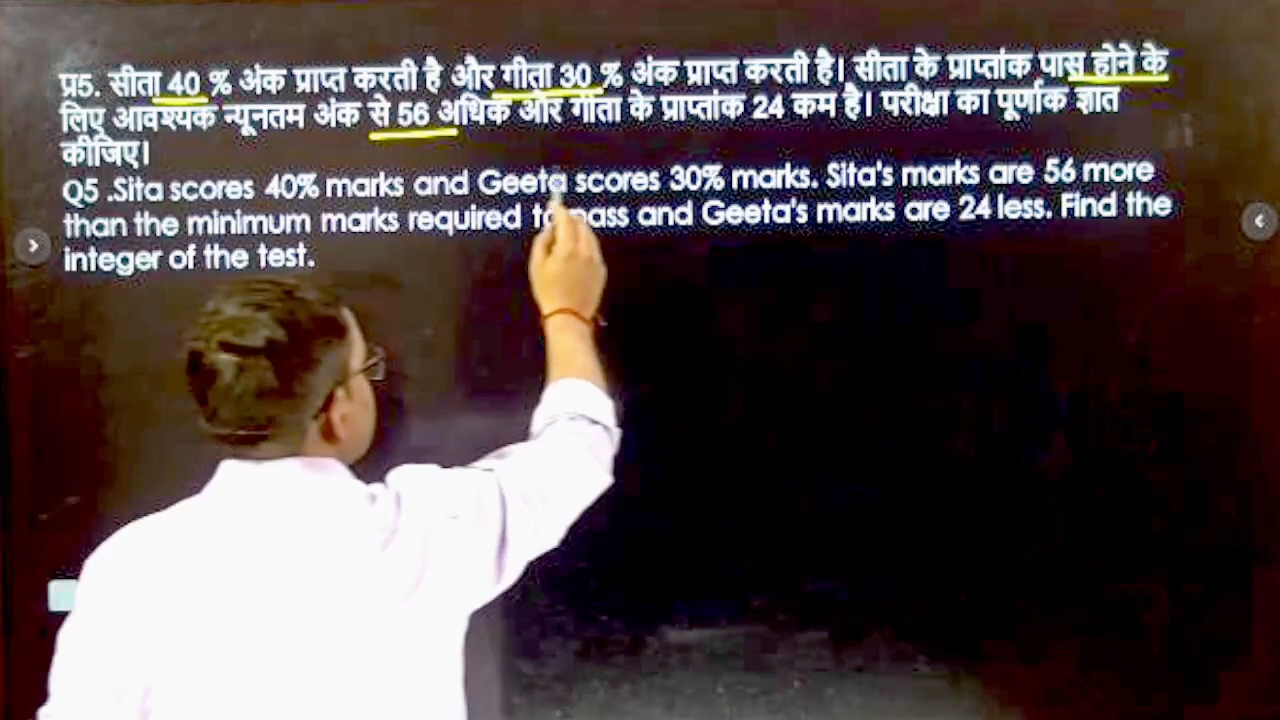 प्र5. सीता 40 % अंक प्राप्त करती है और गीता 30 % अंक प्राप्त करती है। सीता के प्राप्तांक पास होने के
लिए आवश्यक न्यूनतम अंक से 56 अधिक और गीता के प्राप्तांक 24 कम है। परीक्षा का पूर्णांक ज्ञात
कीजिए।
Q5 .Sita scores 40% marks and Geeta scores 30% marks. Sita's marks are 56 more
than the minimum marks required to pass and Geeta's marks are 24 less. Find the
integer of the test.